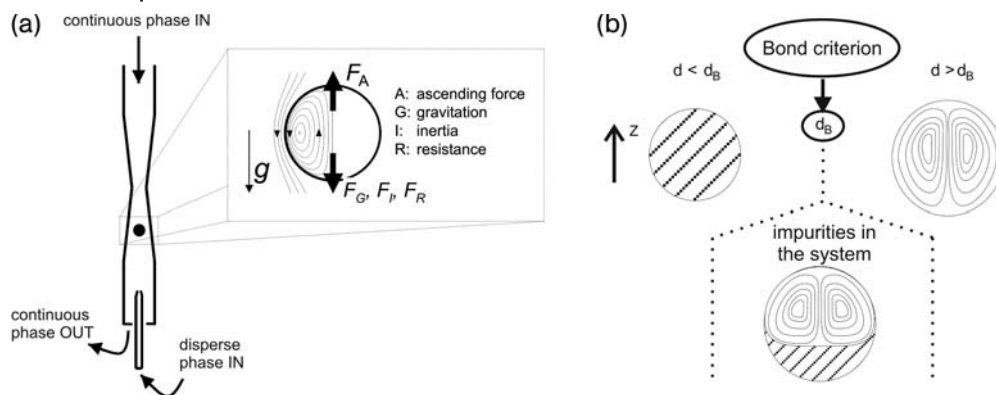 (a)
continuous phase IN
F_A
A: ascending force
G: gravitation
I: inertia
R: resistance
g
F_G, F_I, F_R
continuous
phase OUT
disperse
phase IN
(b)
Bond criterion
d < d_B
d > d_B
d_B
z
impurities in
the system